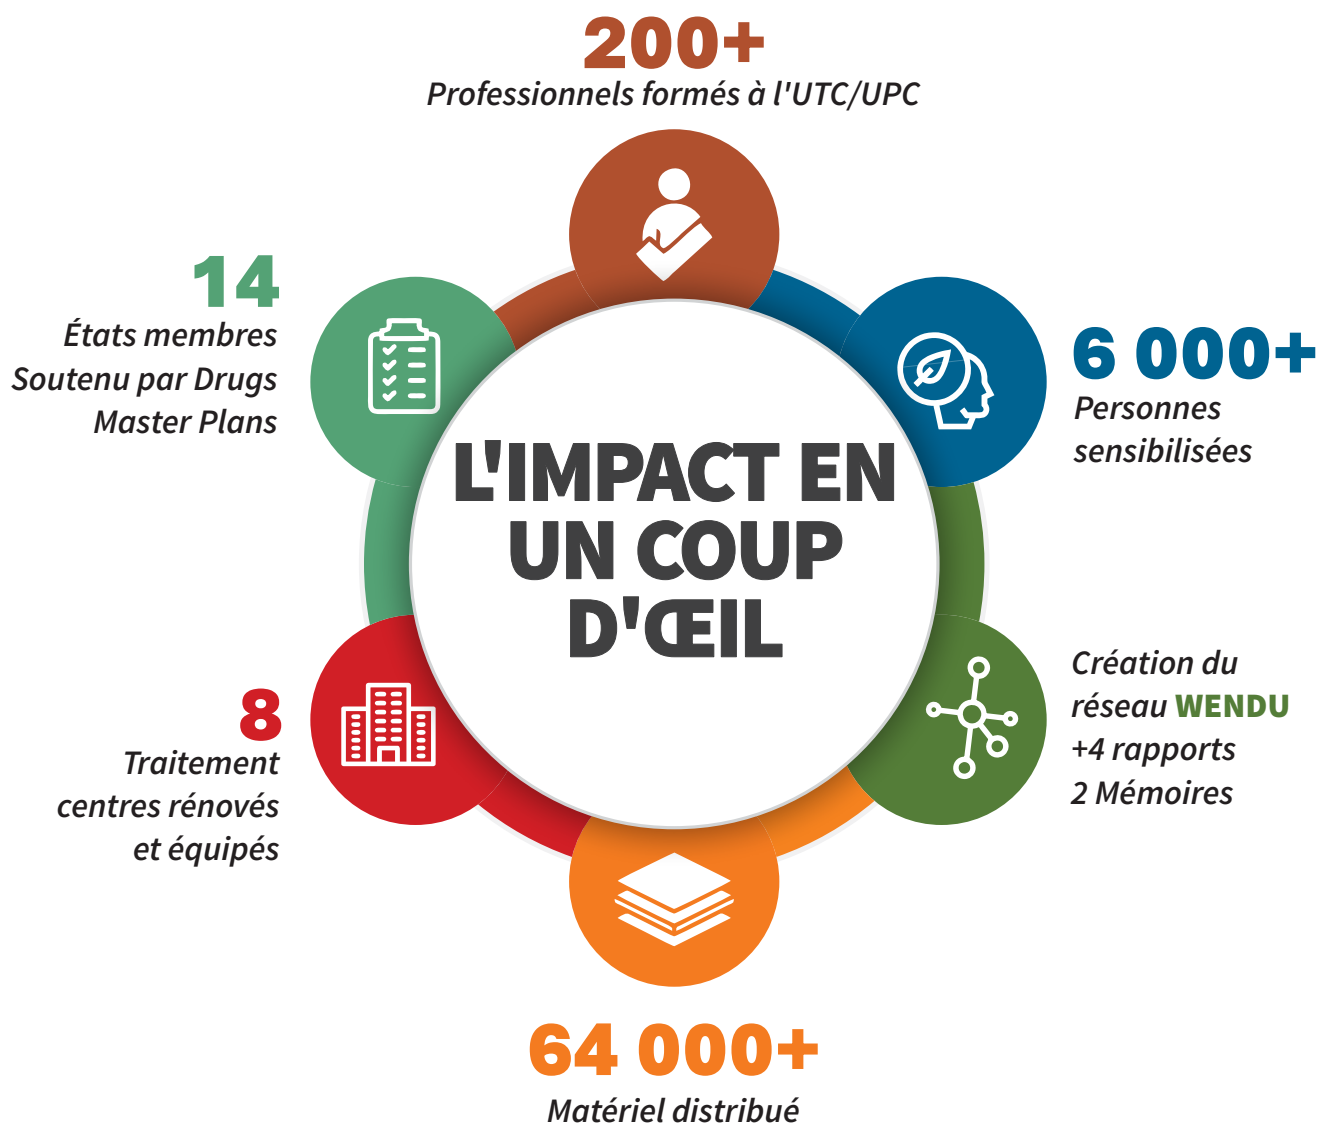 200+
Professionnels formés à l'UTC/UPC
14
États membres
Soutenu par Drugs
Master Plans
6 000+
Personnes
sensibilisées
L'IMPACT EN
UN COUP
D'ŒIL
8
Traitement
centres rénovés
et équipés
Création du
réseau WENDU
+4 rapports
2 Mémoires
64 000+
Matériel distribué